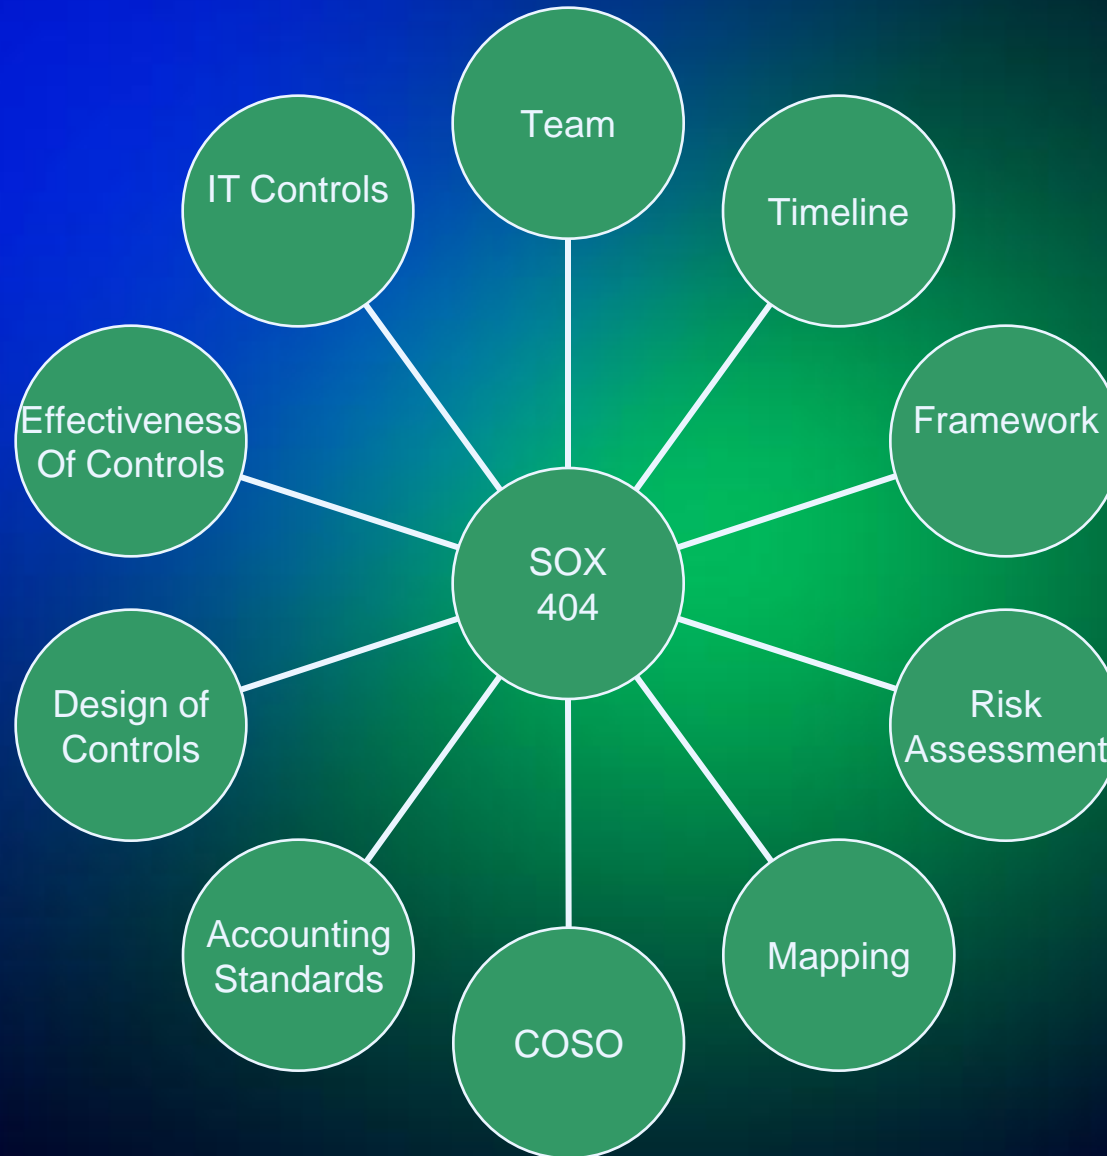 Team
IT Controls
Timeline
Effectiveness
Of Controls
Framework
SOX
404
Design of
Controls
Risk
Assessment
Accounting
Standards
Mapping
COSO